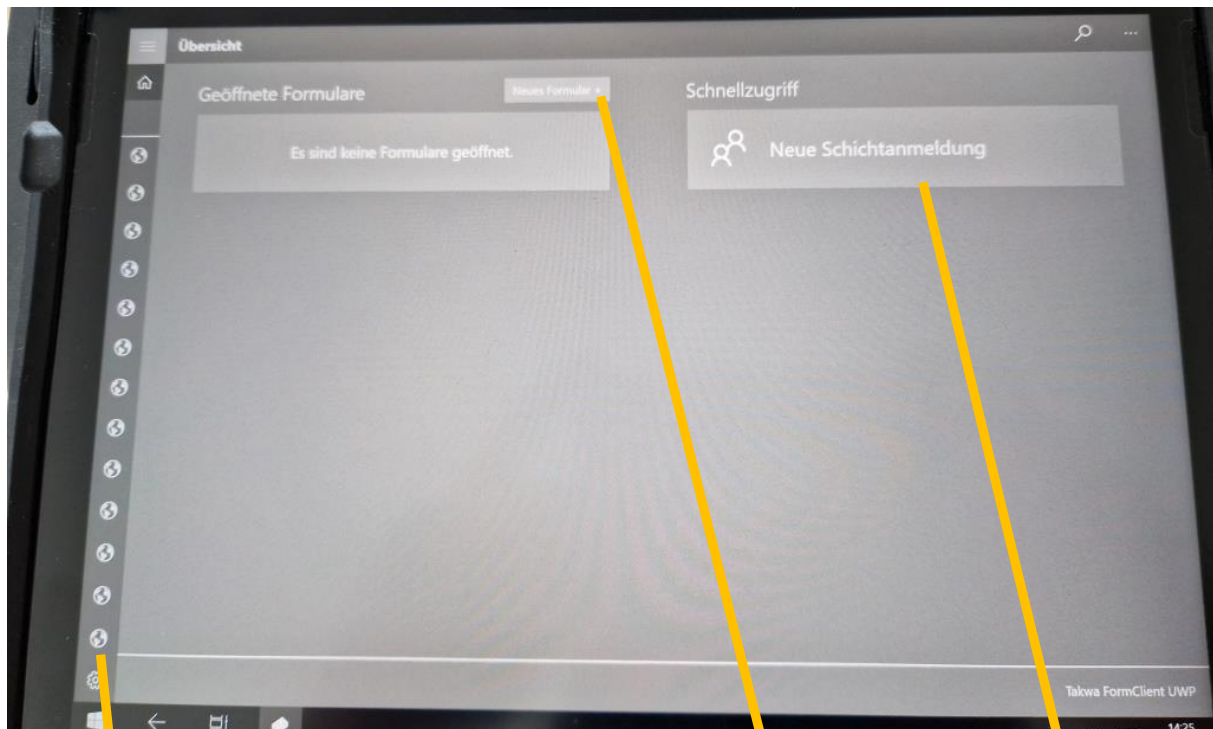 Übersicht
Geöffnete Formulare
Neues Formular +
Schnellzugriff
Es sind keine Formulare geöffnet.
Neue Schichtanmeldung
Takwa FormClient UWP
14:25